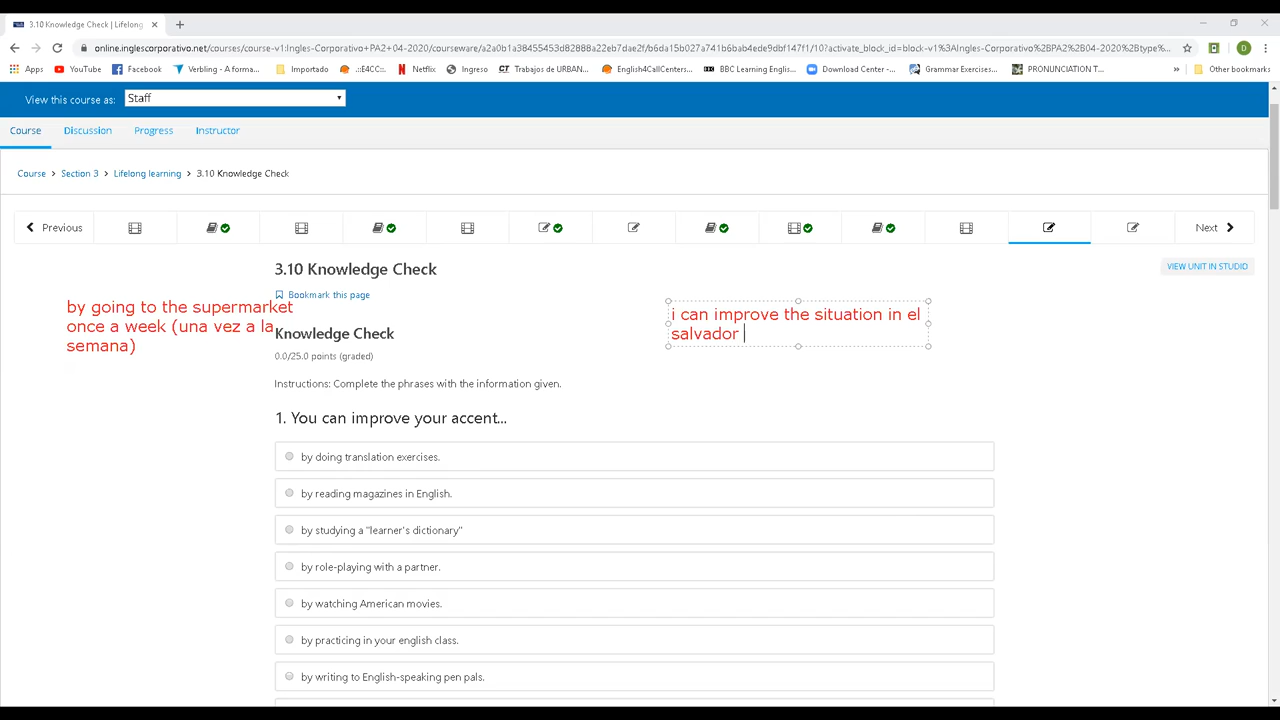 3.10 Knowledge Check | Lifelong
online.inglescorporativo.net/courses/course-v1:Ingles-Corporativo+PA2+04-2020/courseware/a2a0b1a38455453d82888a22eb7dae2f/b6da15b027a741b6bab4ede9dbf147f1/10?activate_block_id=block-v1%3AIngles-Corporativo%2BPA2%2B04-2020%2Btype%...
D
Apps YouTube Facebook Verbling - A forma... Importado .:::E4CC::. Netflix Ingreso Trabajos de URBAN... English4CallCenters... BBC Learning English... Download Center -... Grammar Exercises... PRONUNCIATION T... » Other bookmarks
View this course as: Staff
Course Discussion Progress Instructor
Course > Section 3 > Lifelong learning > 3.10 Knowledge Check
Previous Next
3.10 Knowledge Check
VIEW UNIT IN STUDIO
Bookmark this page
by going to the supermarket
once a week (una vez a la
semana)
i can improve the situation in el
salvador
Knowledge Check
0.0/25.0 points (graded)
Instructions: Complete the phrases with the information given.
1. You can improve your accent...
by doing translation exercises.
by reading magazines in English.
by studying a "learner's dictionary"
by role-playing with a partner.
by watching American movies.
by practicing in your english class.
by writing to English-speaking pen pals.